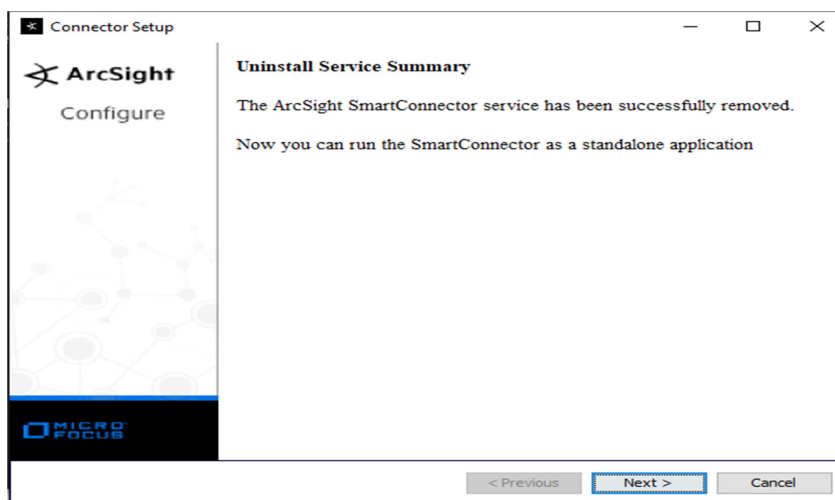 Connector Setup
ArcSight
Configure
Uninstall Service Summary
The ArcSight SmartConnector service has been successfully removed.
Now you can run the SmartConnector as a standalone application
MICRO
FOCUS
< Previous
Next >
Cancel